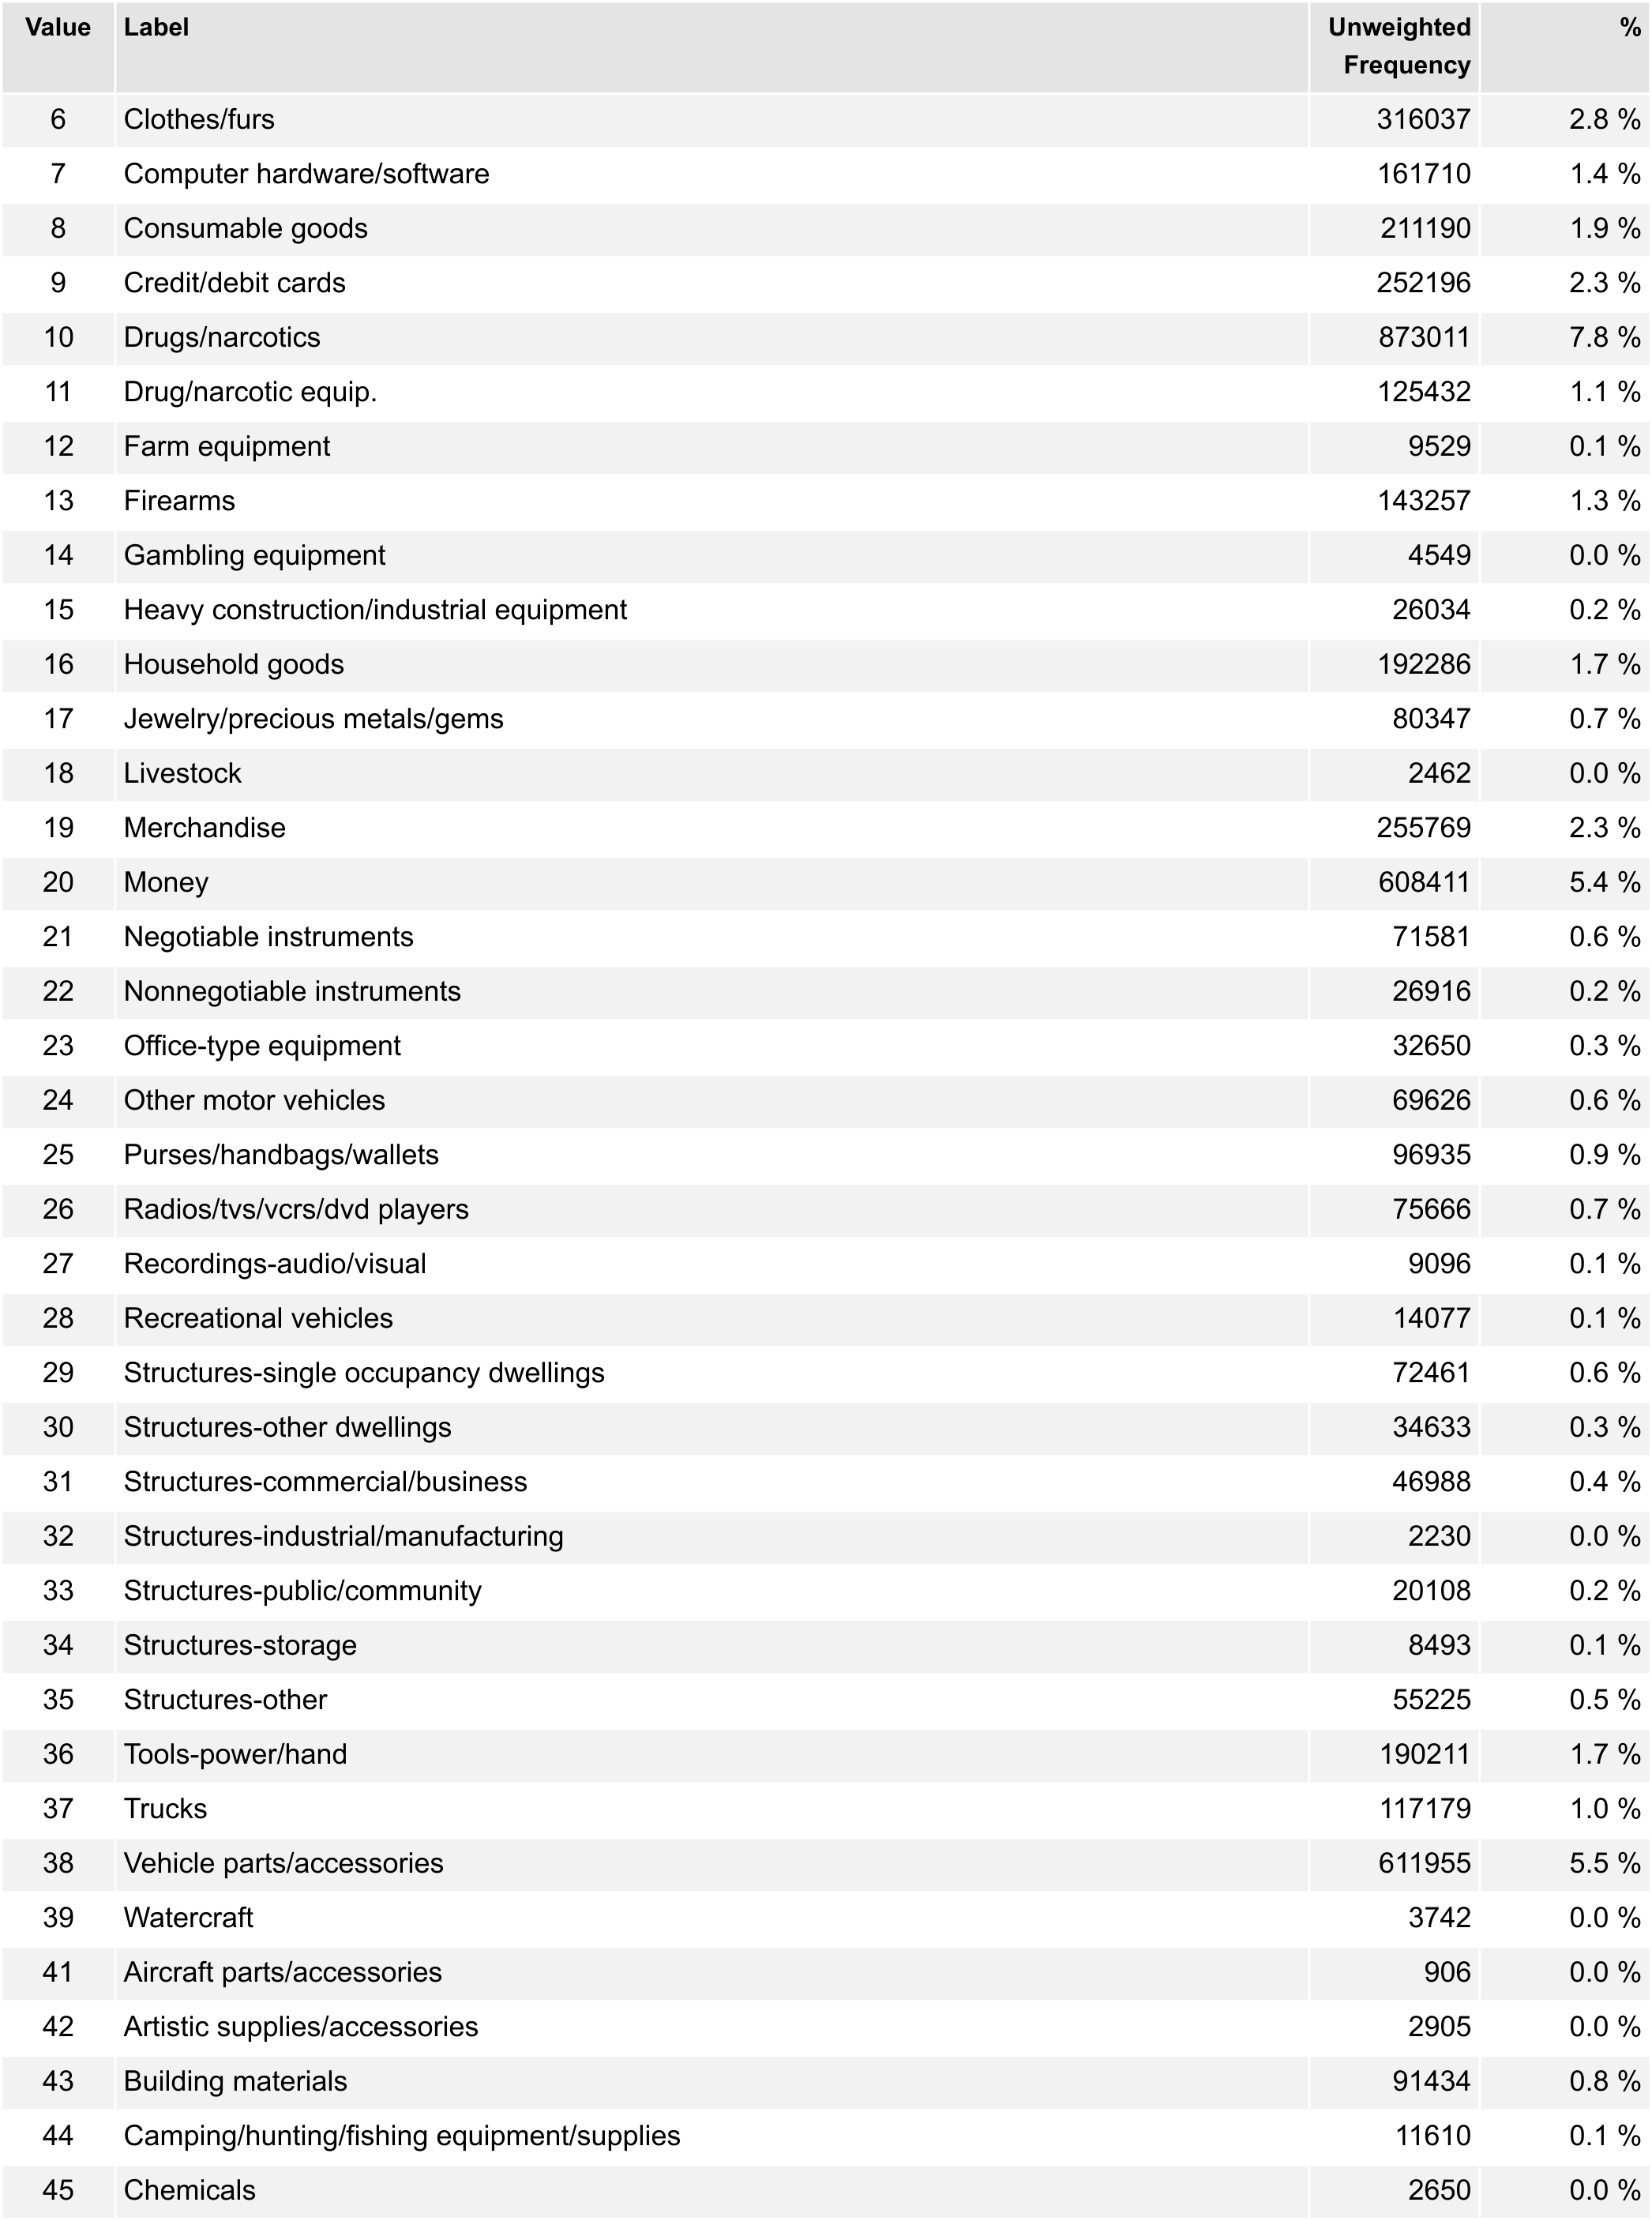 Value Label Unweighted Frequency %
6 Clothes/furs 316037 2.8 %
7 Computer hardware/software 161710 1.4 %
8 Consumable goods 211190 1.9 %
9 Credit/debit cards 252196 2.3 %
10 Drugs/narcotics 873011 7.8 %
11 Drug/narcotic equip. 125432 1.1 %
12 Farm equipment 9529 0.1 %
13 Firearms 143257 1.3 %
14 Gambling equipment 4549 0.0 %
15 Heavy construction/industrial equipment 26034 0.2 %
16 Household goods 192286 1.7 %
17 Jewelry/precious metals/gems 80347 0.7 %
18 Livestock 2462 0.0 %
19 Merchandise 255769 2.3 %
20 Money 608411 5.4 %
21 Negotiable instruments 71581 0.6 %
22 Nonnegotiable instruments 26916 0.2 %
23 Office-type equipment 32650 0.3 %
24 Other motor vehicles 69626 0.6 %
25 Purses/handbags/wallets 96935 0.9 %
26 Radios/tvs/vcrs/dvd players 75666 0.7 %
27 Recordings-audio/visual 9096 0.1 %
28 Recreational vehicles 14077 0.1 %
29 Structures-single occupancy dwellings 72461 0.6 %
30 Structures-other dwellings 34633 0.3 %
31 Structures-commercial/business 46988 0.4 %
32 Structures-industrial/manufacturing 2230 0.0 %
33 Structures-public/community 20108 0.2 %
34 Structures-storage 8493 0.1 %
35 Structures-other 55225 0.5 %
36 Tools-power/hand 190211 1.7 %
37 Trucks 117179 1.0 %
38 Vehicle parts/accessories 611955 5.5 %
39 Watercraft 3742 0.0 %
41 Aircraft parts/accessories 906 0.0 %
42 Artistic supplies/accessories 2905 0.0 %
43 Building materials 91434 0.8 %
44 Camping/hunting/fishing equipment/supplies 11610 0.1 %
45 Chemicals 2650 0.0 %